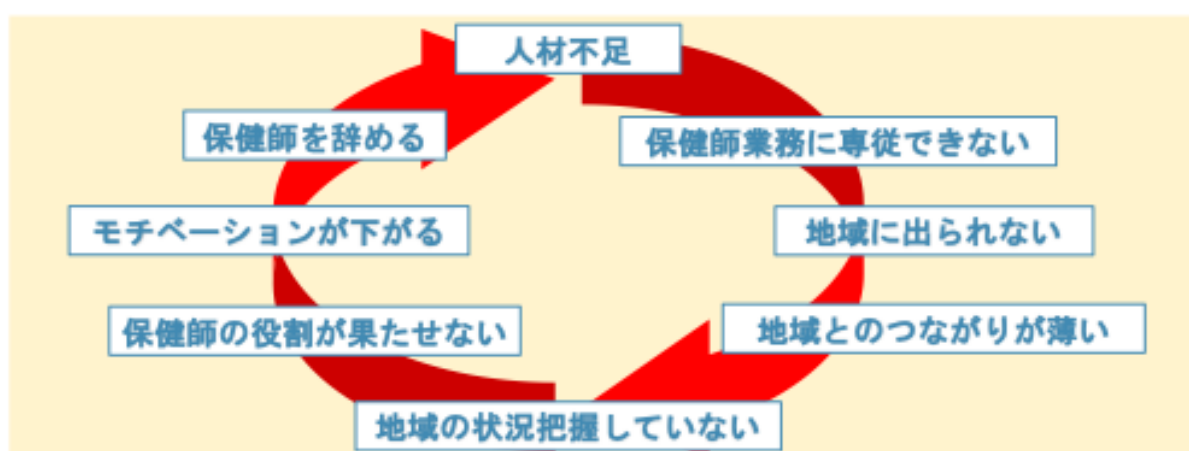 人材不足
保健師業務に専従できない
地域に出られない
地域とのつながりが薄い
地域の状況把握していない
保健師の役割が果たせない
モチベーションが下がる
保健師を辞める